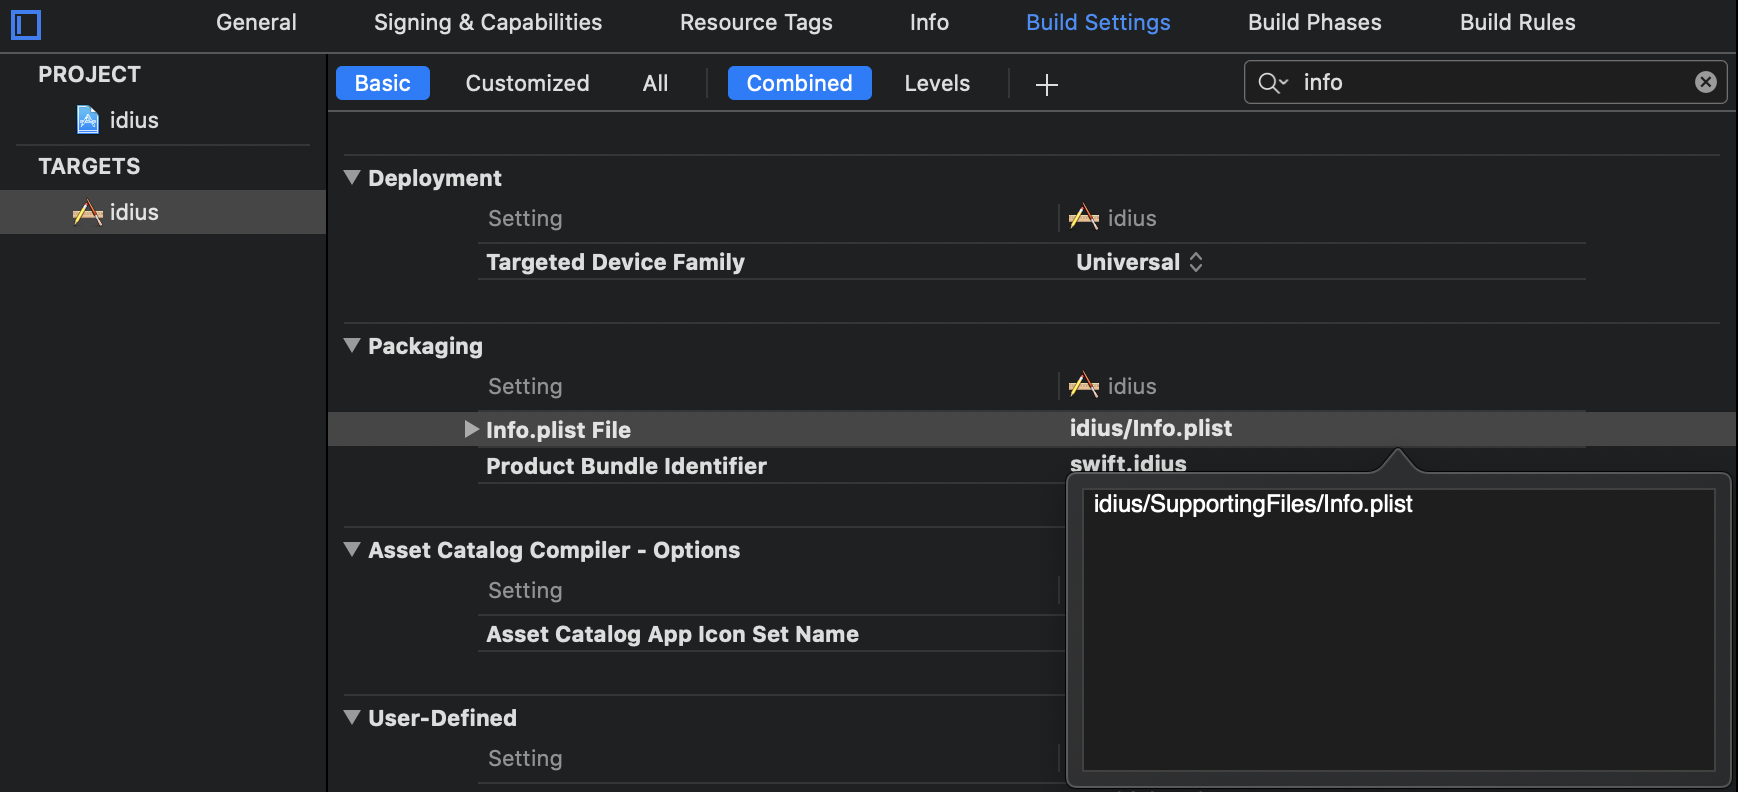 General Signing & Capabilities Resource Tags Info Build Settings Build Phases Build Rules
PROJECT
idius
TARGETS
idius
Basic Customized All Combined Levels + info
Deployment
Setting idius
Targeted Device Family Universal
Packaging
Setting idius
Info.plist File idius/Info.plist
Product Bundle Identifier swift.idius
idius/SupportingFiles/Info.plist
Asset Catalog Compiler - Options
Setting
Asset Catalog App Icon Set Name
User-Defined
Setting